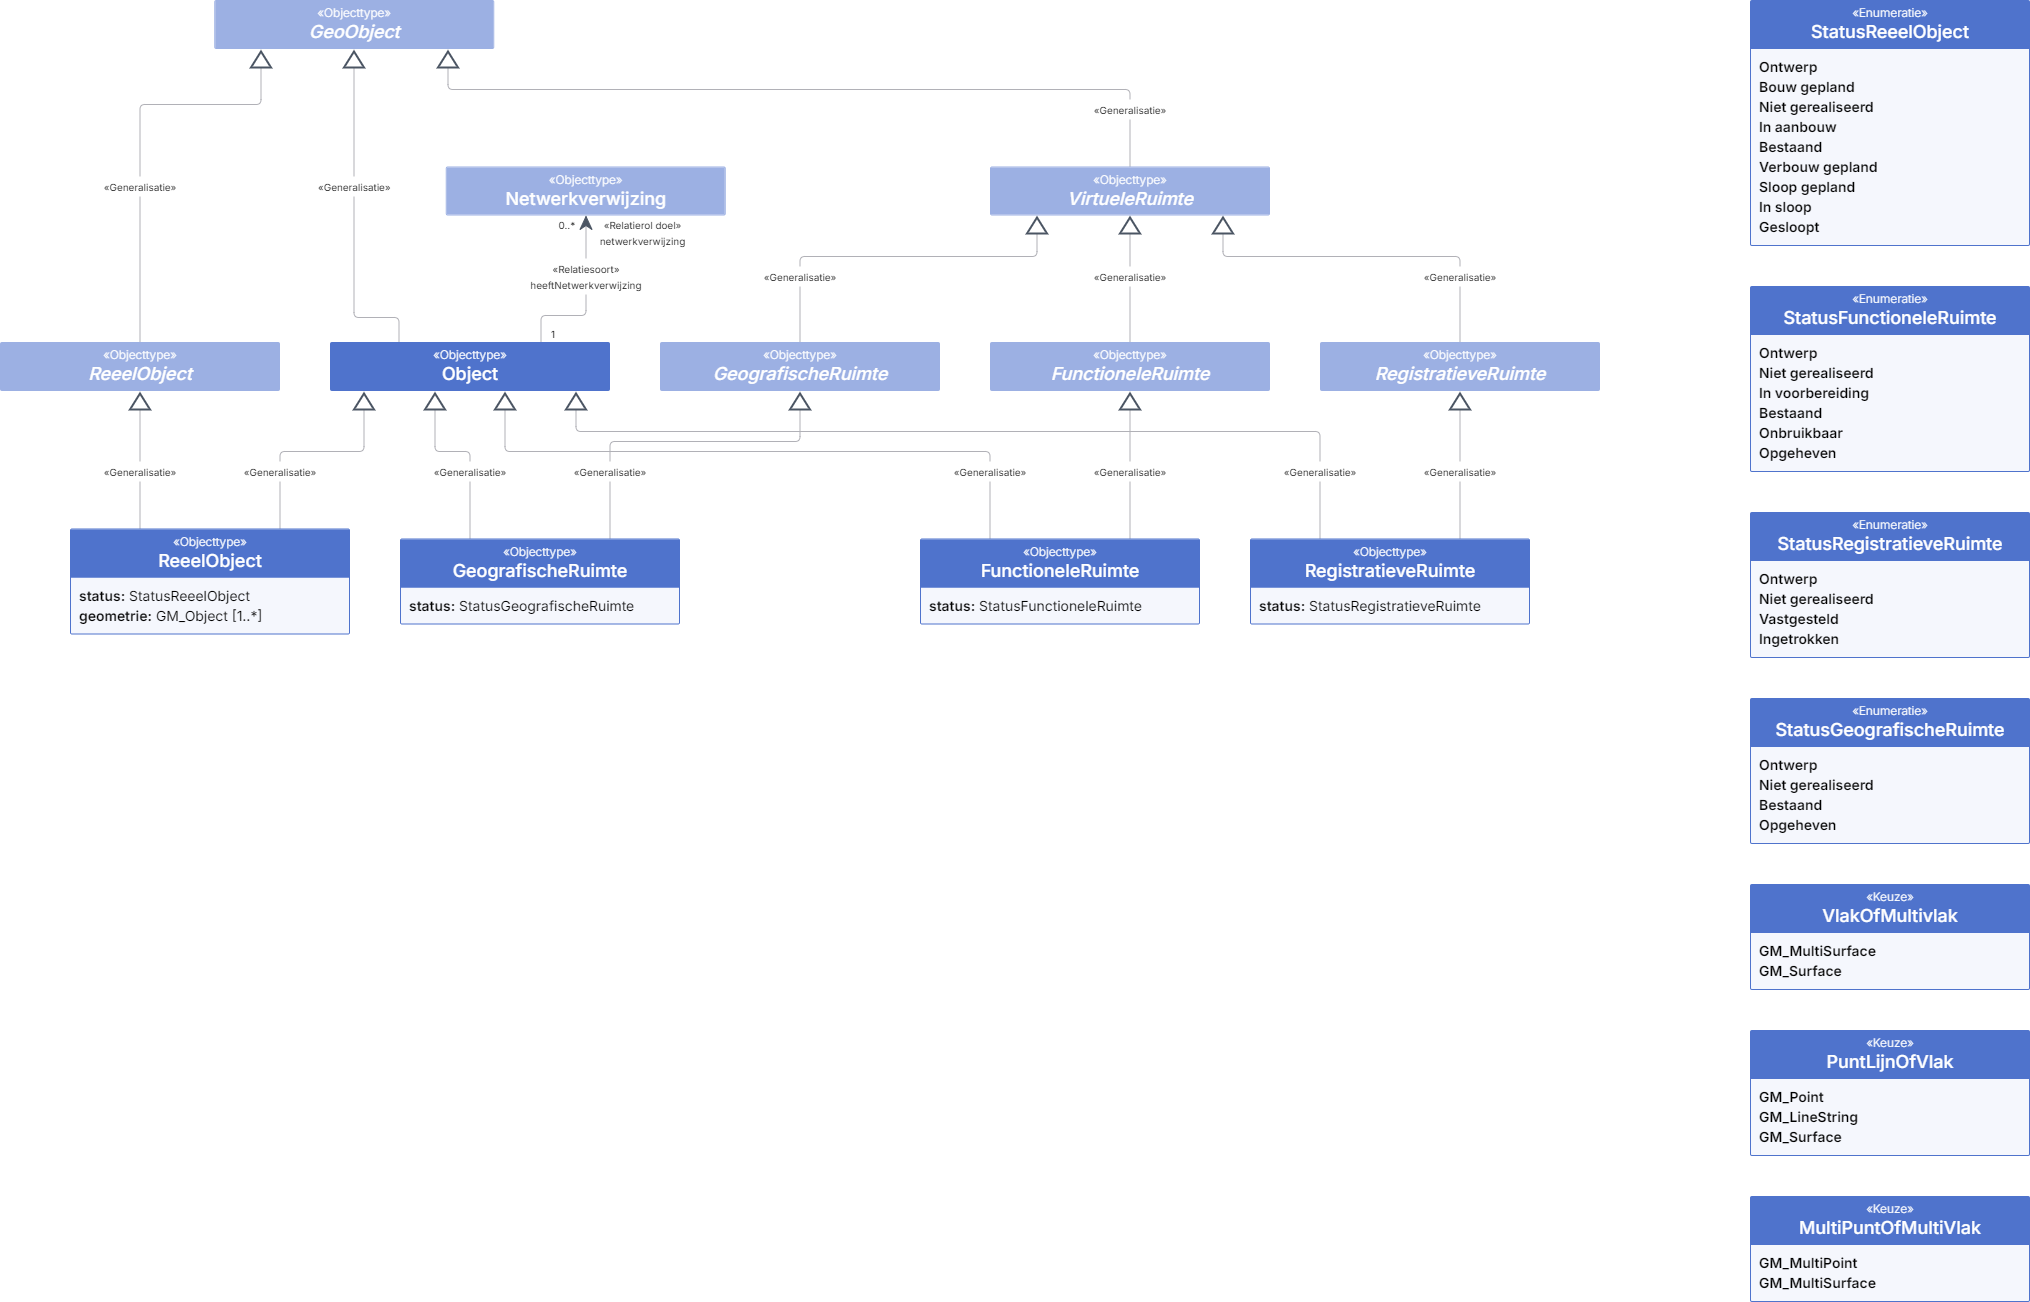 «Objecttype»
GeoObject
«Generalisatie»
«Generalisatie»
«Generalisatie»
«Objecttype»
Netwerkverwijzing
0..*
«Relatierol doel»
netwerkverwijzing
«Relatiesoort»
heeftNetwerkverwijzing
1
«Objecttype»
VirtueleRuimte
«Generalisatie»
«Generalisatie»
«Generalisatie»
«Objecttype»
ReeelObject
«Objecttype»
Object
«Objecttype»
GeografischeRuimte
«Objecttype»
FunctioneleRuimte
«Objecttype»
RegistratieveRuimte
«Generalisatie»
«Generalisatie»
«Generalisatie»
«Generalisatie»
«Generalisatie»
«Generalisatie»
«Generalisatie»
«Generalisatie»
«Objecttype»
ReeelObject
status: StatusReeelObject
geometrie: GM_Object [1..*]
«Objecttype»
GeografischeRuimte
status: StatusGeografischeRuimte
«Objecttype»
FunctioneleRuimte
status: StatusFunctioneleRuimte
«Objecttype»
RegistratieveRuimte
status: StatusRegistratieveRuimte
«Enumeratie»
StatusReeelObject
Ontwerp
Bouw gepland
Niet gerealiseerd
In aanbouw
Bestaand
Verbouw gepland
Sloop gepland
In sloop
Gesloopt
«Enumeratie»
StatusFunctioneleRuimte
Ontwerp
Niet gerealiseerd
In voorbereiding
Bestaand
Onbruikbaar
Opgeheven
«Enumeratie»
StatusRegistratieveRuimte
Ontwerp
Niet gerealiseerd
Vastgesteld
Ingetrokken
«Enumeratie»
StatusGeografischeRuimte
Ontwerp
Niet gerealiseerd
Bestaand
Opgeheven
«Keuze»
VlakOfMultivlak
GM_MultiSurface
GM_Surface
«Keuze»
PuntLijnOfVlak
GM_Point
GM_LineString
GM_Surface
«Keuze»
MultiPuntOfMultiVlak
GM_MultiPoint
GM_MultiSurface